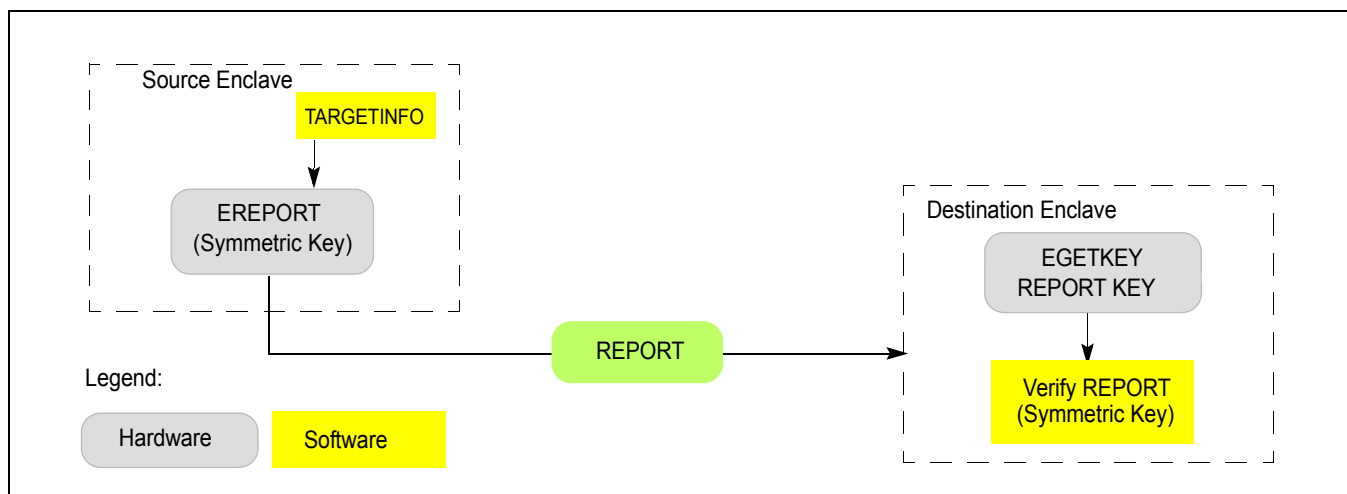 Source Enclave
TARGETINFO
EREPORT
(Symmetric Key)
Destination Enclave
EGETKEY
REPORT KEY
REPORT
Verify REPORT
(Symmetric Key)
Legend:
Hardware
Software